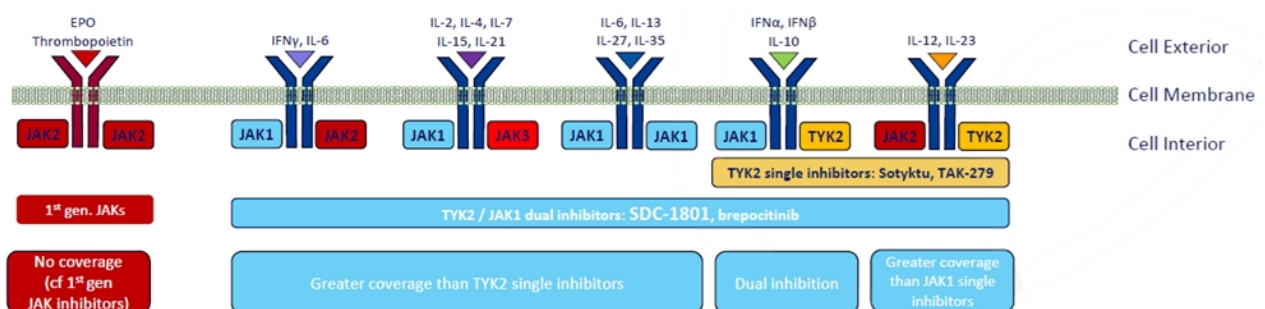 EPO
Thrombopoietin
IFNγ, IL-6
IL-2, IL-4, IL-7
IL-15, IL-21
IL-6, IL-13
IL-27, IL-35
IFNα, IFNβ
IL-10
IL-12, IL-23
Cell Exterior
Cell Membrane
JAK2
JAK2
JAK1
JAK2
JAK1
JAK3
JAK1
JAK1
JAK1
TYK2
JAK2
TYK2
Cell Interior
TYK2 single inhibitors: Sotyktu, TAK-279
1st gen. JAKs
TYK2 / JAK1 dual inhibitors: SDC-1801, brepocitinib
No coverage
(cf 1st gen
JAK inhibitors)
Greater coverage than TYK2 single inhibitors
Dual inhibition
Greater coverage
than JAK1 single
inhibitors